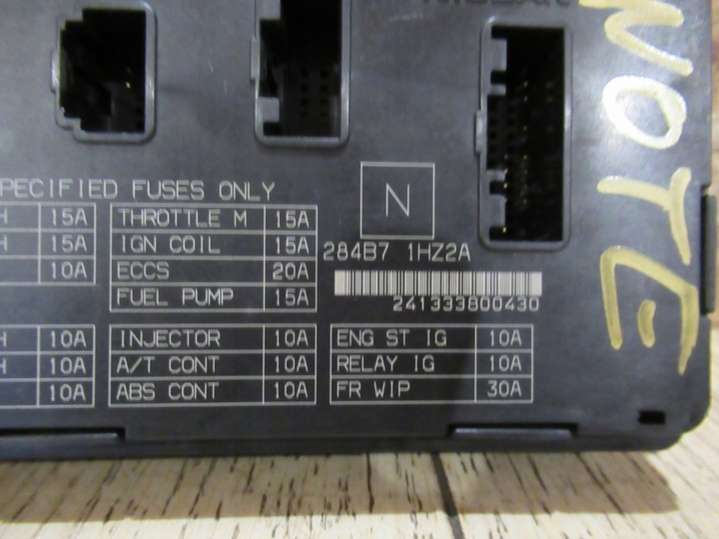 NOTE
SPECIFIED FUSES ONLY
N
H 15A THROTTLE M 15A
H 15A IGN COIL 15A
10A ECCS 20A
FUEL PUMP 15A
284B7 1HZ2A
241333800430
H 10A INJECTOR 10A ENG ST IG 10A
H 10A A/T CONT 10A RELAY IG 10A
10A ABS CONT 10A FR WIP 30A